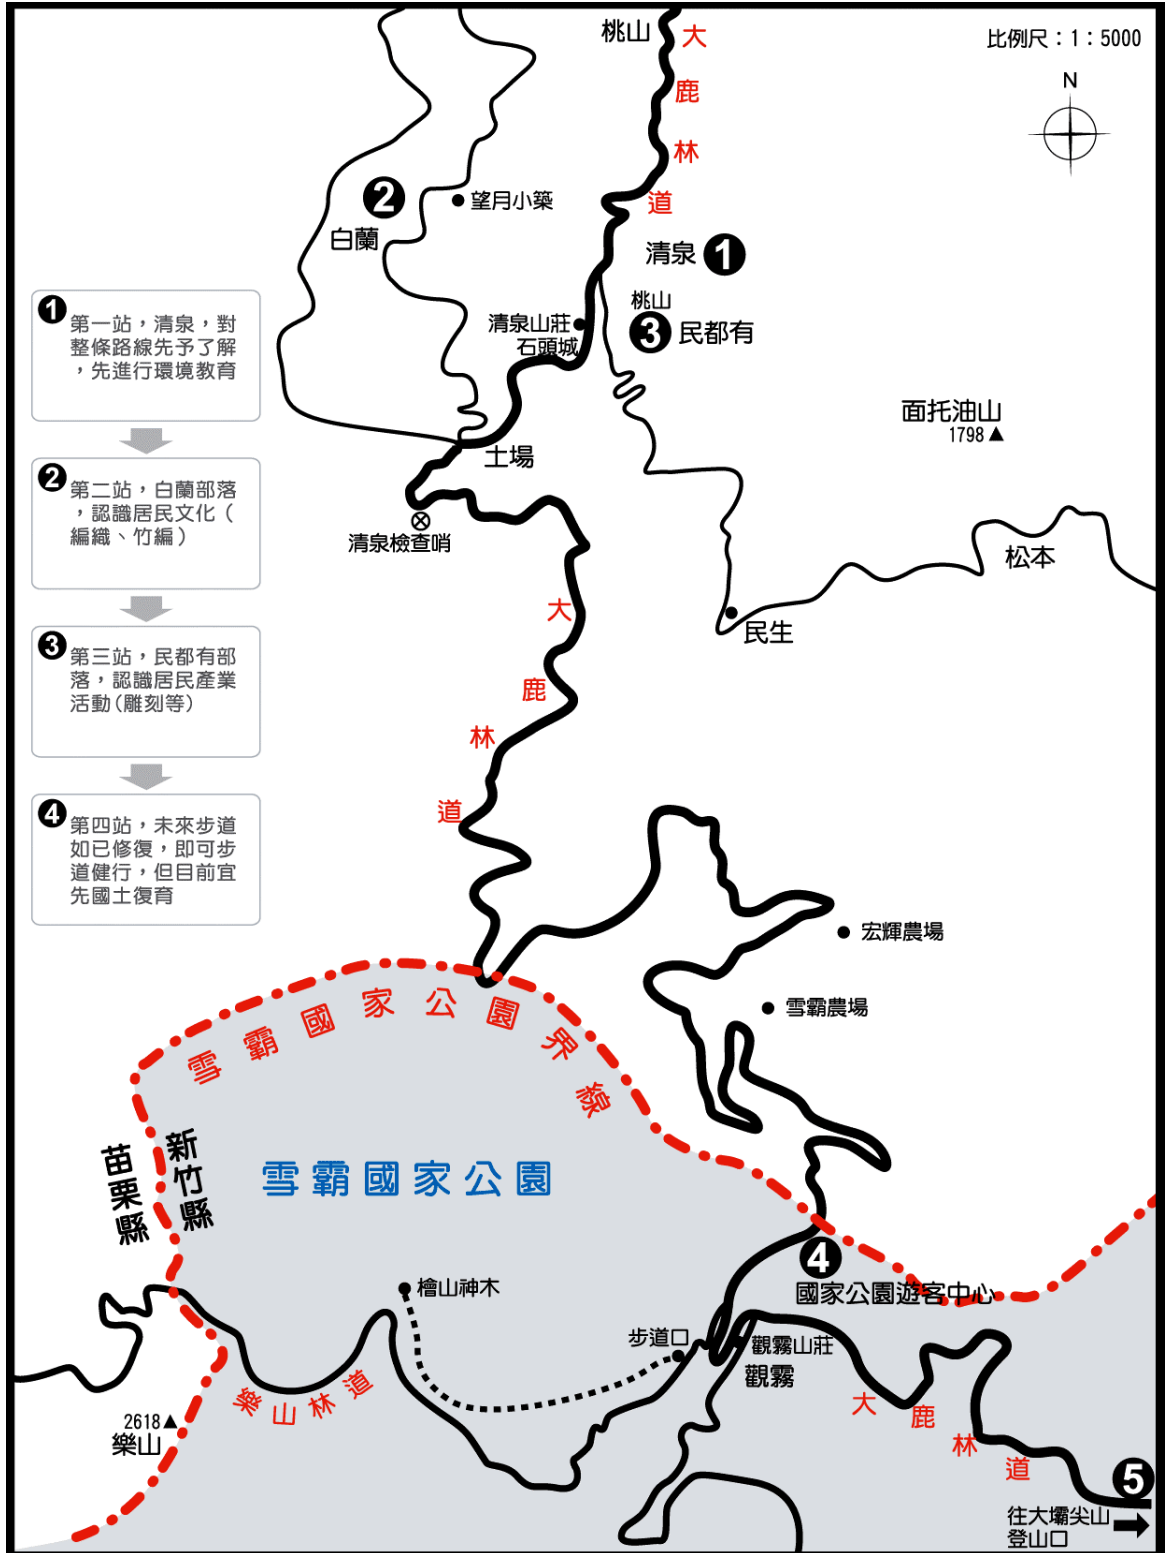 桃山
大鹿林道
比例尺：1：5000
N
2
望月小築
白蘭
清泉 1
桃山
3 民都有
清泉山莊
石頭城
面托油山
1798
土場
清泉檢查哨
松本
民生
1
第一站，清泉，對
整條路線先予了解
，先進行環境教育
2
第二站，白蘭部落
，認識居民文化（
編織、竹編）
3
第三站，民都有部
落，認識居民產業
活動(雕刻等)
4
第四站，未來步道
如已修復，即可步
道健行，但目前宜
先國土復育
大鹿林道
宏輝農場
雪霸農場
雪霸國家公園界線
苗栗縣
新竹縣
雪霸國家公園
4
國家公園遊客中心
檜山神木
步道口
觀霧山莊
觀霧
樂山林道
2618
樂山
大鹿林道
5
往大壩尖山
登山口